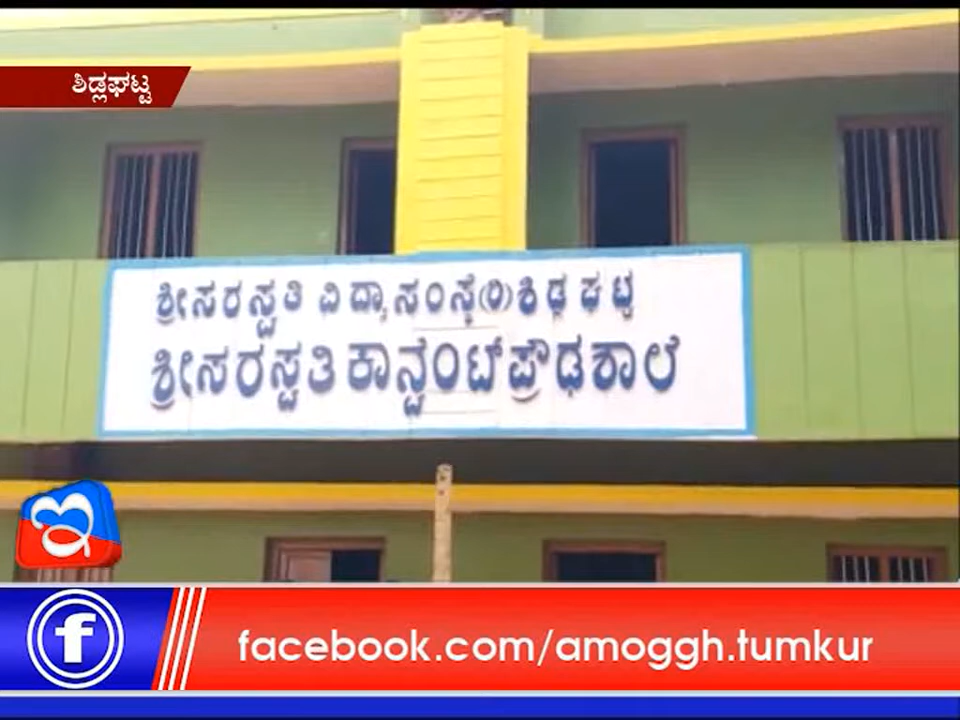 ಶಿಡ್ಲಘಟ್ಟ
ಶ್ರೀ ಸರಸ್ವತಿ ವಿದ್ಯಾಸಂಸ್ಥೆ(ರಿ) ಶಿಢ್ಲಘಟ್ಟ
ಶ್ರೀ ಸರಸ್ವತಿ ಕಾನ್ವೆಂಟ್ ಪ್ರೌಢಶಾಲೆ
ಇ
f
facebook.com/amoggh.tumkur